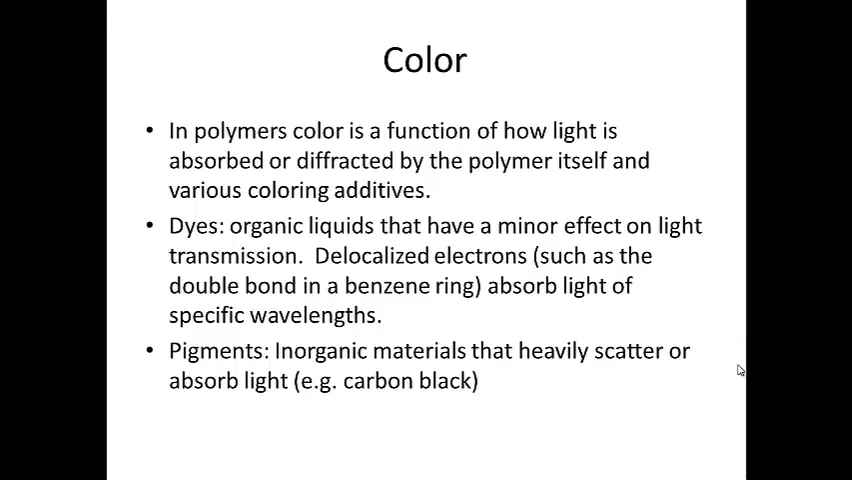 Color
• In polymers color is a function of how light is
absorbed or diffracted by the polymer itself and
various coloring additives.
• Dyes: organic liquids that have a minor effect on light
transmission.  Delocalized electrons (such as the
double bond in a benzene ring) absorb light of
specific wavelengths.
• Pigments: Inorganic materials that heavily scatter or
absorb light (e.g. carbon black)